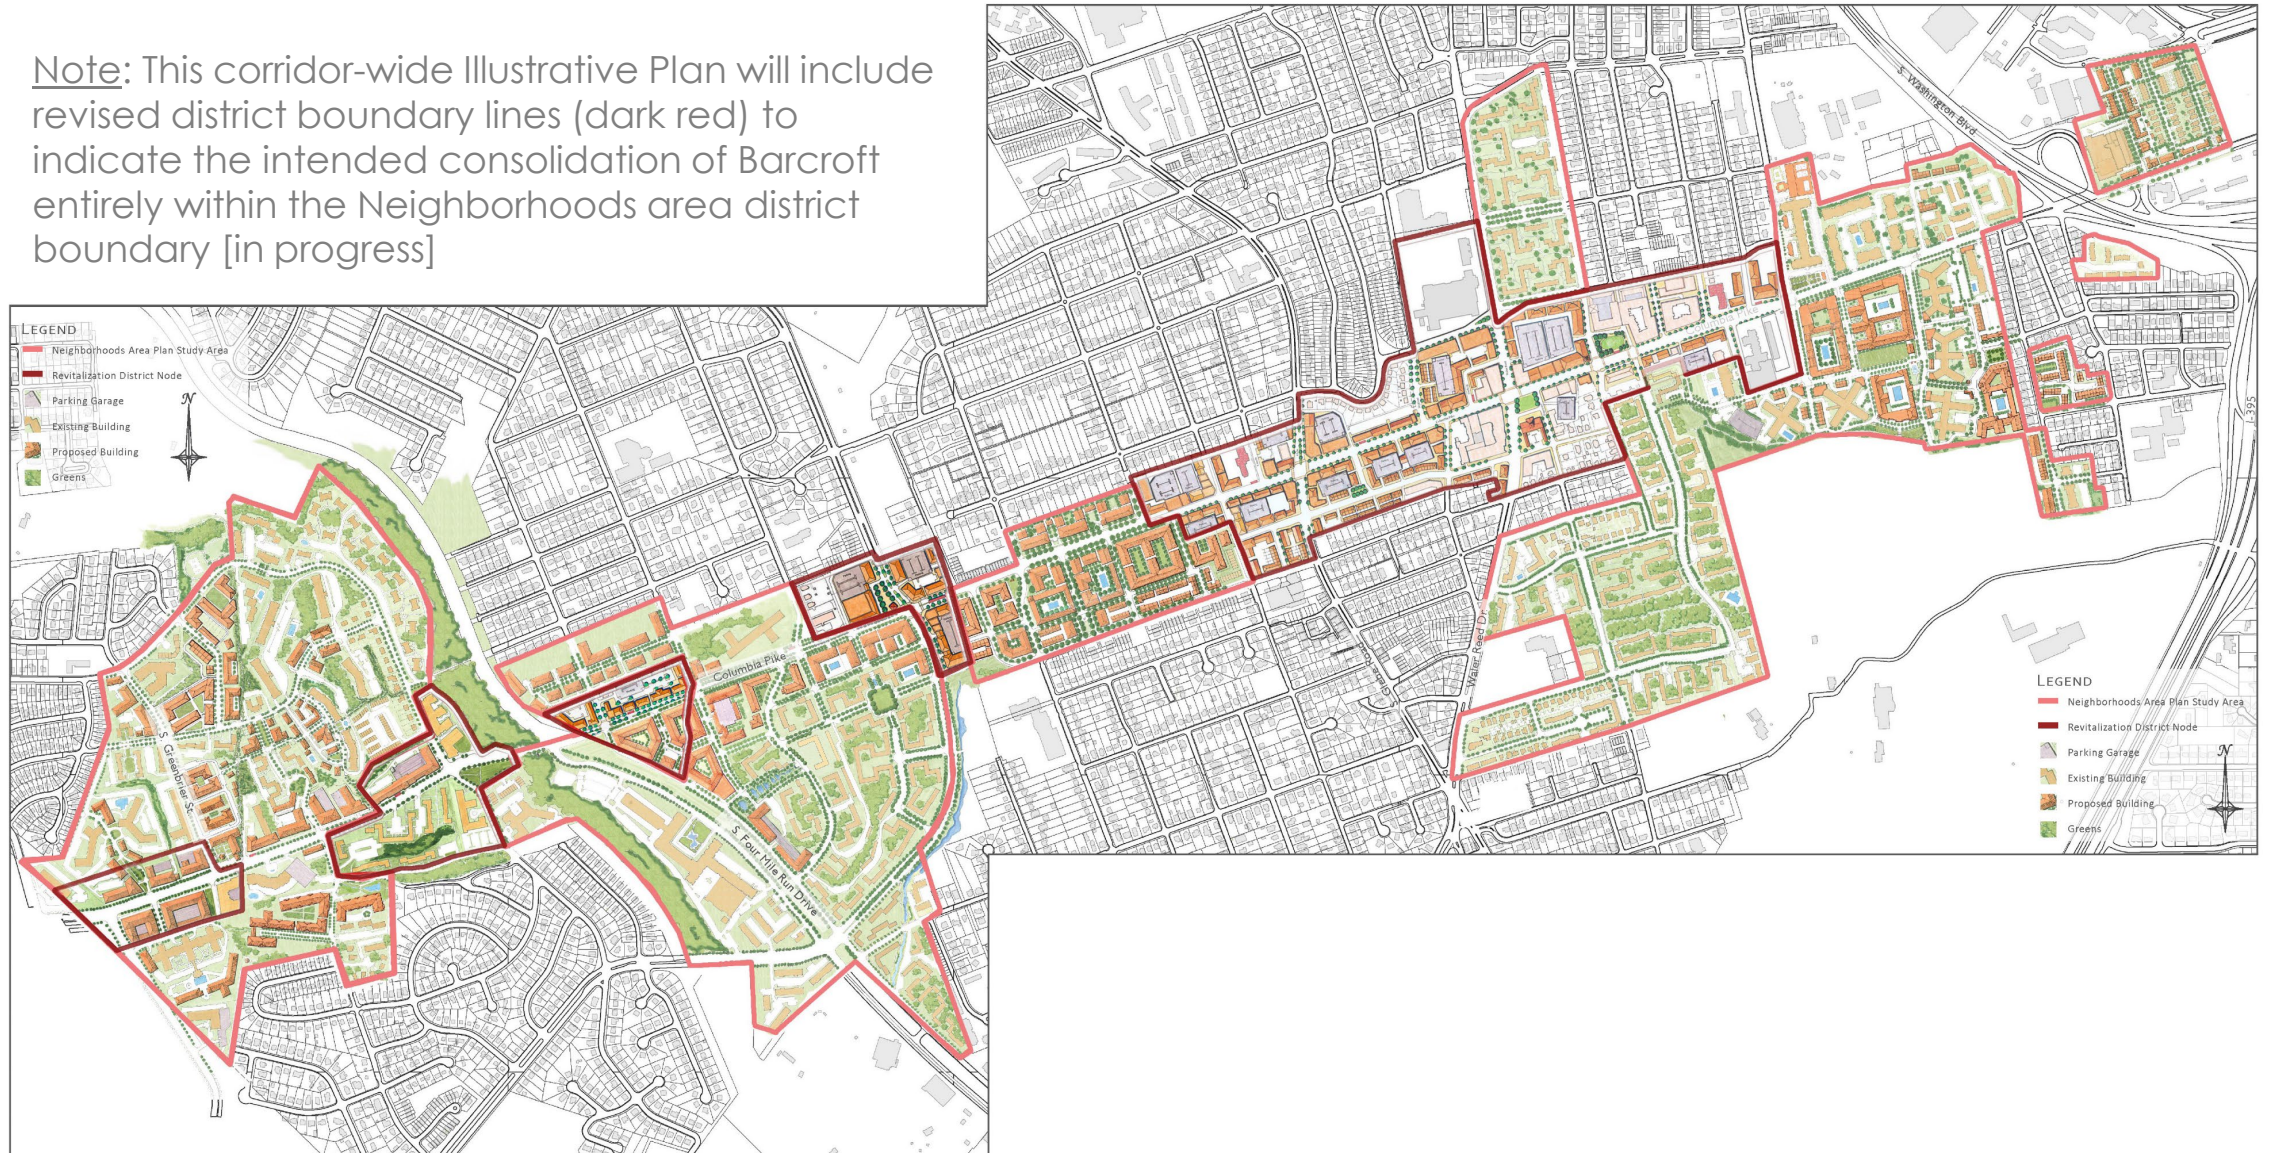 Note: This corridor-wide Illustrative Plan will include
revised district boundary lines (dark red) to
indicate the intended consolidation of Barcroft
entirely within the Neighborhoods area district
boundary [in progress]
S. Washington Blvd
I-395
LEGEND
Neighborhoods Area Plan Study Area
Revitalization District Node
Parking Garage
Existing Building
Proposed Building
Greens
N
Columbia Pike
S. Greenbrier St.
S. Four Mile Run Drive
Walter Reed Dr.
LEGEND
Neighborhoods Area Plan Study Area
Revitalization District Node
Parking Garage
Existing Building
Proposed Building
Greens
N